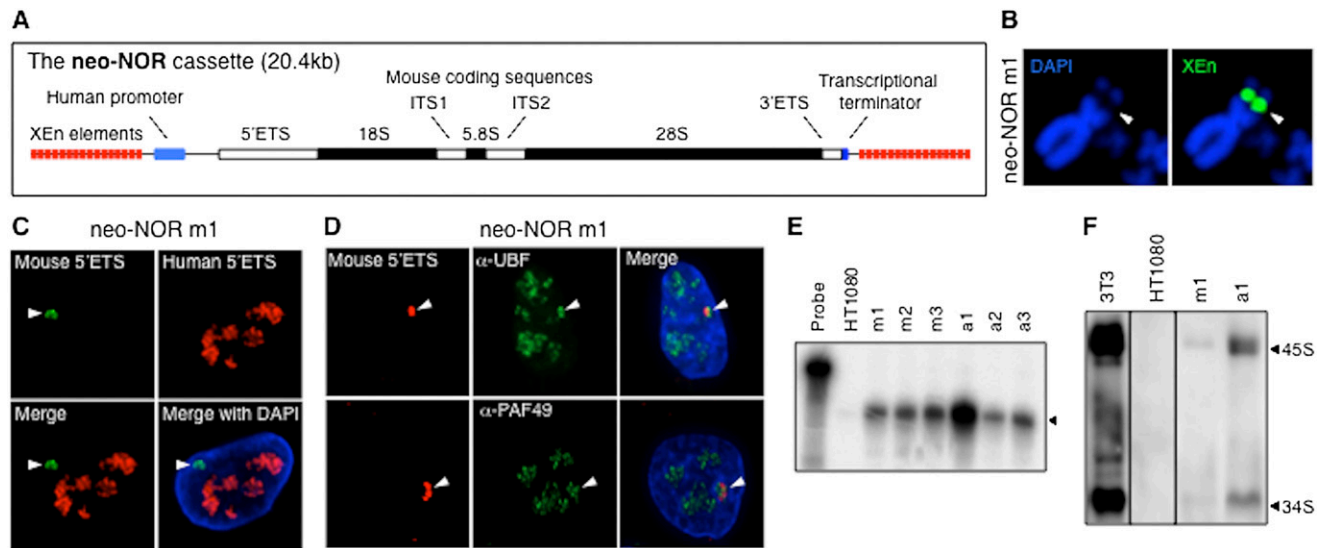 A
The neo-NOR cassette (20.4kb)
Mouse coding sequences
Transcriptional terminator
Human promoter
ITS1
ITS2
3'ETS
XEn elements
5'ETS
18S
5.8S
28S
B
neo-NOR m1
DAPI
XEn
C
neo-NOR m1
Mouse 5'ETS
Human 5'ETS
Merge
Merge with DAPI
D
neo-NOR m1
Mouse 5'ETS
α-UBF
Merge
α-PAF49
E
Probe
HT1080
m1
m2
m3
a1
a2
a3
F
3T3
HT1080
m1
a1
45S
34S